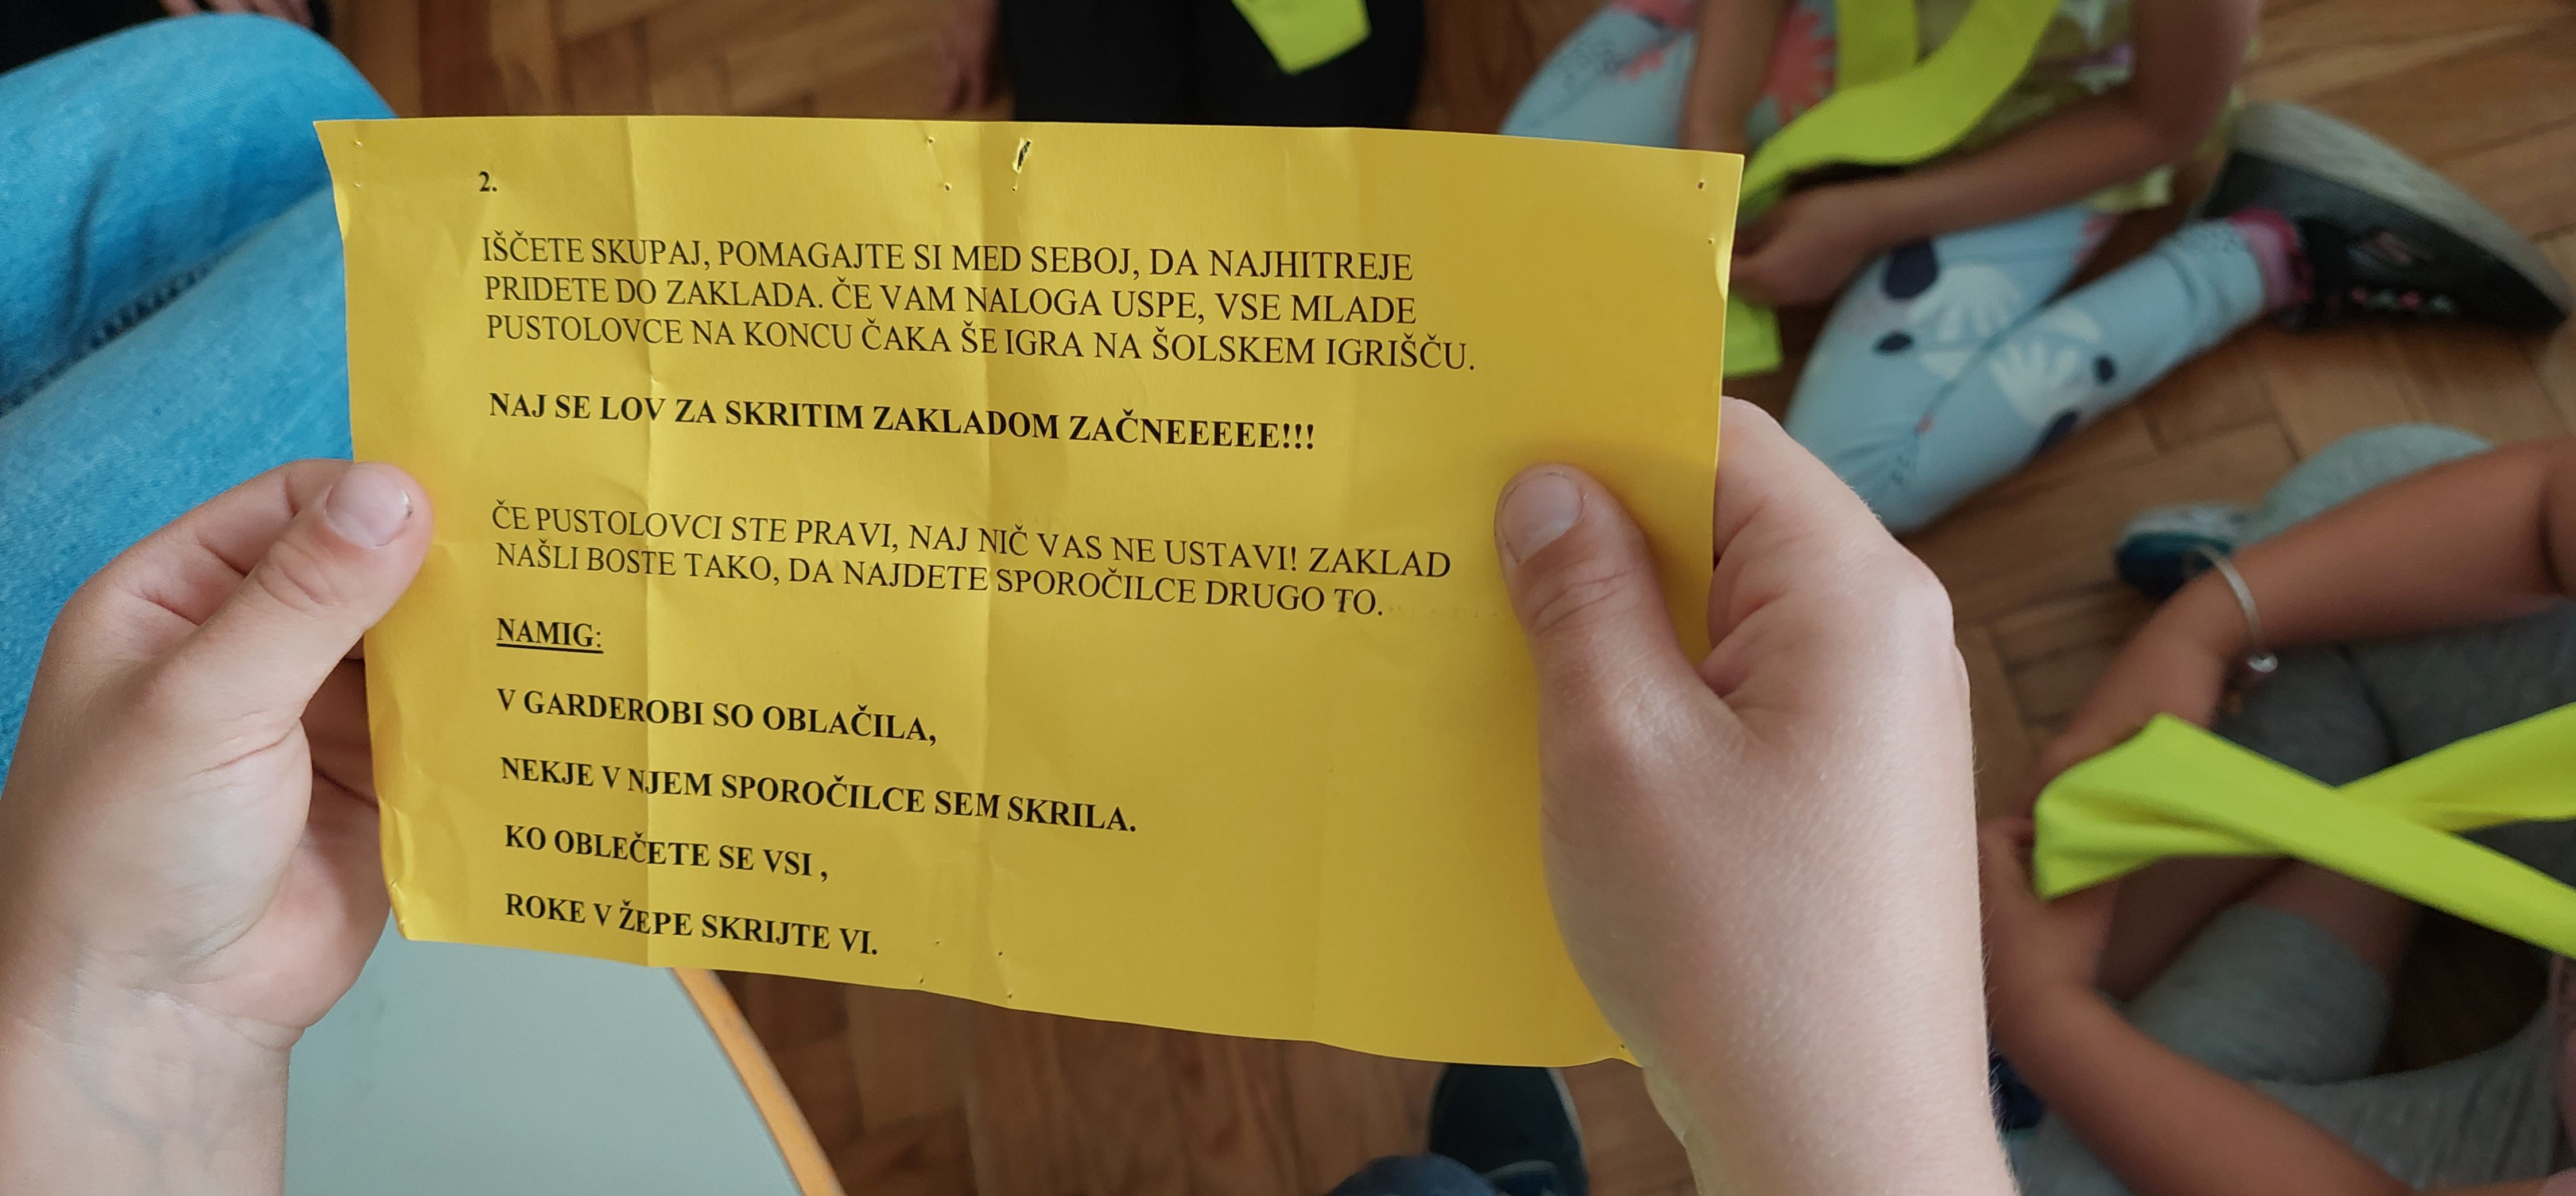 2.
IŠČETE SKUPAJ, POMAGAJTE SI MED SEBOJ, DA NAJHITREJE
PRIDETE DO ZAKLADA. ČE VAM NALOGA USPE, VSE MLADE
PUSTOLOVCE NA KONCU ČAKA ŠE IGRA NA ŠOLSKEM IGRIŠČU.
NAJ SE LOV ZA SKRITIM ZAKLADOM ZAČNEEEEE!!!
ČE PUSTOLOVCI STE PRAVI, NAJ NIČ VAS NE USTAVI! ZAKLAD
NAŠLI BOSTE TAKO, DA NAJDETE SPOROČILCE DRUGO TO.
NAMIG:
V GARDEROBI SO OBLAČILA,
NEKJE V NJEM SPOROČILCE SEM SKRILA.
KO OBLEČETE SE VSI ,
ROKE V ŽEPE SKRIJTE VI.